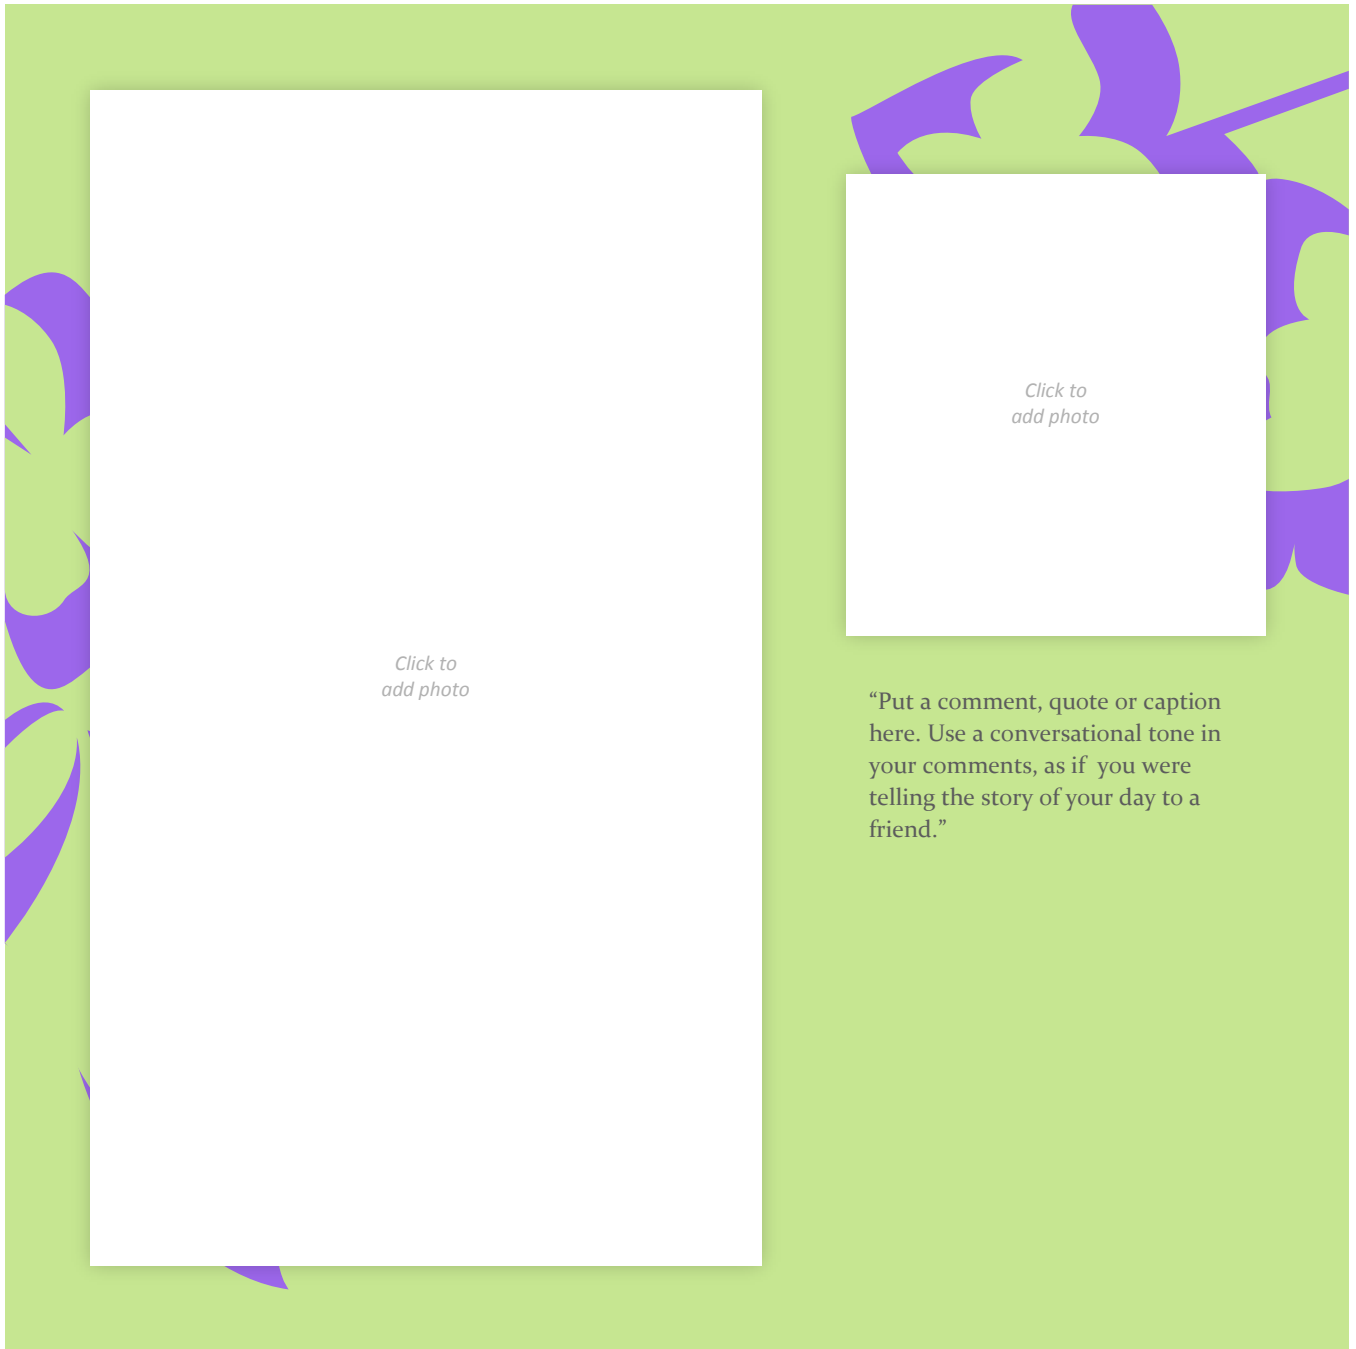 Click to
add photo
Click to
add photo
“Put a comment, quote or caption
here. Use a conversational tone in
your comments, as if  you were
telling the story of your day to a
friend.”